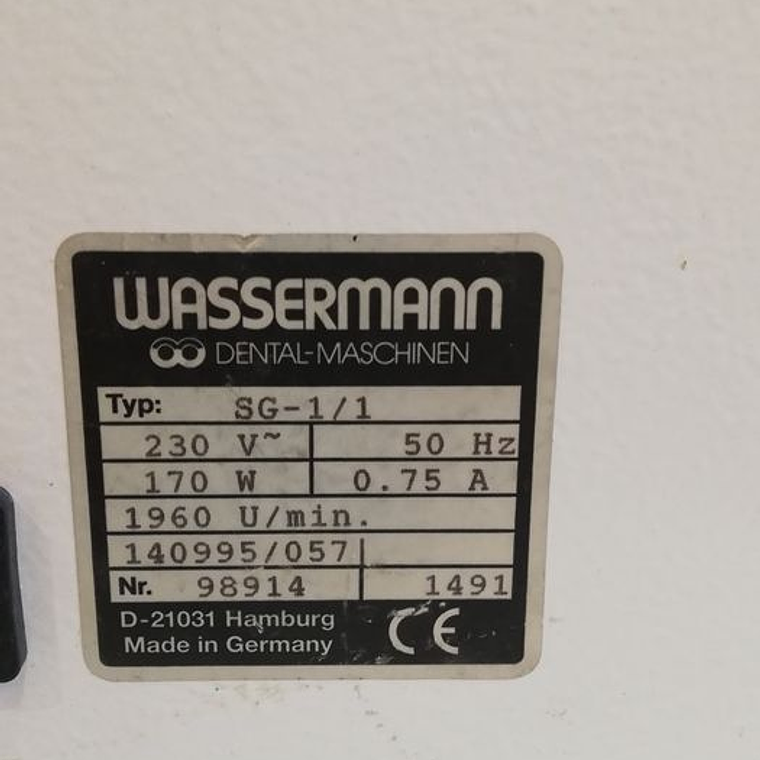 WASSERMANN
DENTAL-MASCHINEN
Typ: SG-1/1
230 V~ 50 Hz
170 W 0.75 A
1960 U/min.
140995/057
Nr. 98914 1491
D-21031 Hamburg
Made in Germany
CE